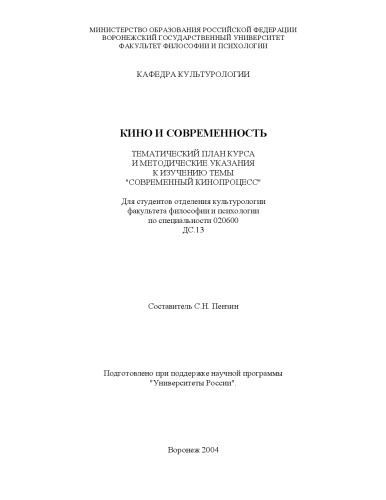 МИНИСТЕРСТВО ОБРАЗОВАНИЯ РОССИЙСКОЙ ФЕДЕРАЦИИ
ВОРОНЕЖСКИЙ ГОСУДАРСТВЕННЫЙ УНИВЕРСИТЕТ
ФАКУЛЬТЕТ ФИЛОСОФИИ И ПСИХОЛОГИИ
КАФЕДРА КУЛЬТУРОЛОГИИ
КИНО И СОВРЕМЕННОСТЬ
ТЕМАТИЧЕСКИЙ ПЛАН КУРСА
И МЕТОДИЧЕСКИЕ УКАЗАНИЯ
К ИЗУЧЕНИЮ ТЕМЫ
"СОВРЕМЕННЫЙ КИНОПРОЦЕСС"
Для студентов отделения культурологии
факультета философии и психологии
по специальности 020600
ДС.13
Составитель С.Н. Пензин
Подготовлено при поддержке научной программы
"Университеты России".
Воронеж 2004